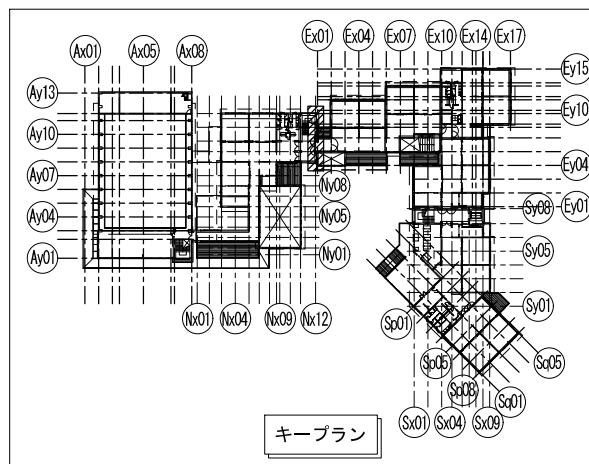 Ex01 Ex04 Ex07 Ex10 Ex14 Ex17
Ax01 Ax05 Ax08
Ey15
Ay13
Ey10
Ay10
Ay07
Ey04
Ny08
Ay04
Ny05
Ey01
Sy08
Ay01
Ny01
Sy05
Sy01
Nx01 Nx04 Nx09 Nx12
Sp01
Sp05
Sq05
Sp08
Sq01
Sx01 Sx04 Sx09
キープラン